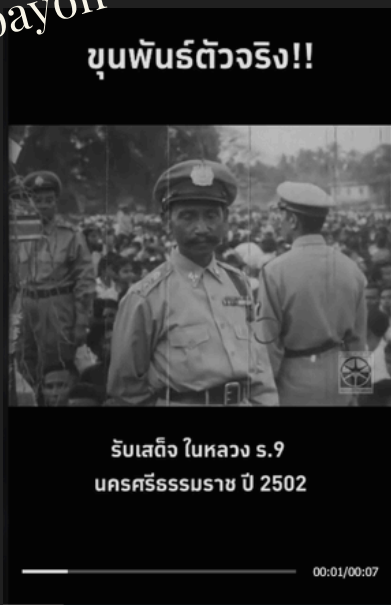 bayon
ขุนพันธ์ตัวจริง!!
รับเสด็จ ในหลวง ร.9
นครศรีธรรมราช ปี 2502
00:01/00:07